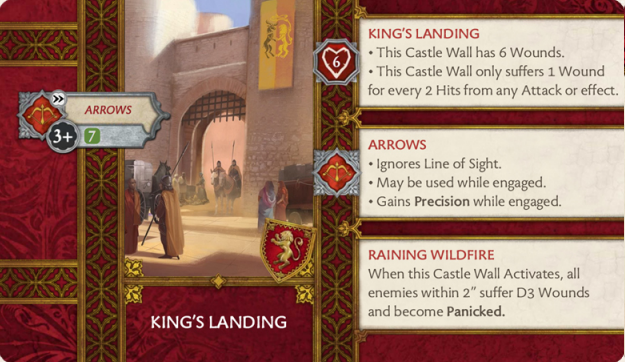 ARROWS
3+ 7
KING'S LANDING
6
KING'S LANDING
• This Castle Wall has 6 Wounds.
• This Castle Wall only suffers 1 Wound
for every 2 Hits from any Attack or effect.
ARROWS
• Ignores Line of Sight.
• May be used while engaged.
• Gains Precision while engaged.
RAINING WILDFIRE
When this Castle Wall Activates, all
enemies within 2" suffer D3 Wounds
and become Panicked.